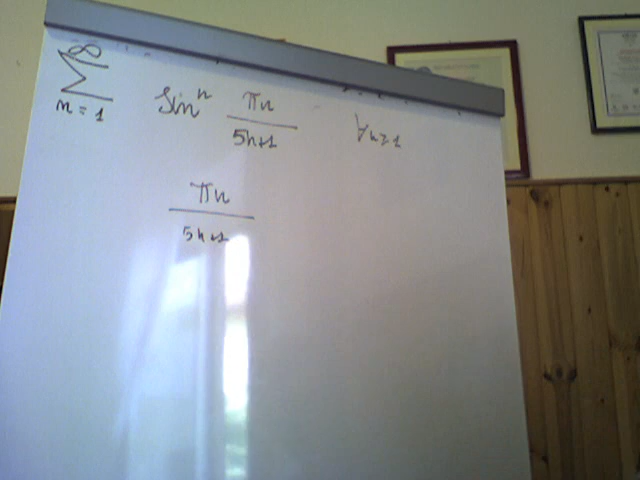 ∞
∑ sinⁿ πn / 5n+1 ∀n≥1
n=1
πn
5n+1